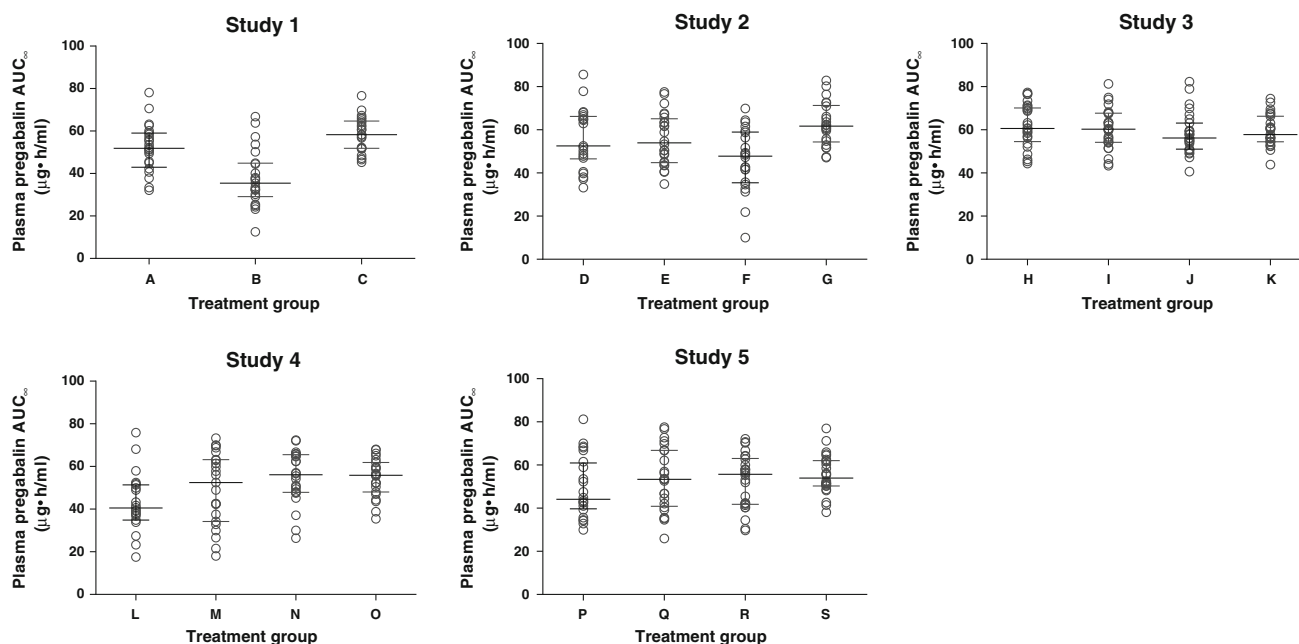 Study 1
Plasma pregabalin AUC∞
(μg•h/ml)
100
80
60
40
20
0
A B C
Treatment group
Study 2
Plasma pregabalin AUC∞
(μg•h/ml)
100
80
60
40
20
0
D E F G
Treatment group
Study 3
Plasma pregabalin AUC∞
(μg•h/ml)
100
80
60
40
20
0
H I J K
Treatment group
Study 4
Plasma pregabalin AUC∞
(μg•h/ml)
100
80
60
40
20
0
L M N O
Treatment group
Study 5
Plasma pregabalin AUC∞
(μg•h/ml)
100
80
60
40
20
0
P Q R S
Treatment group